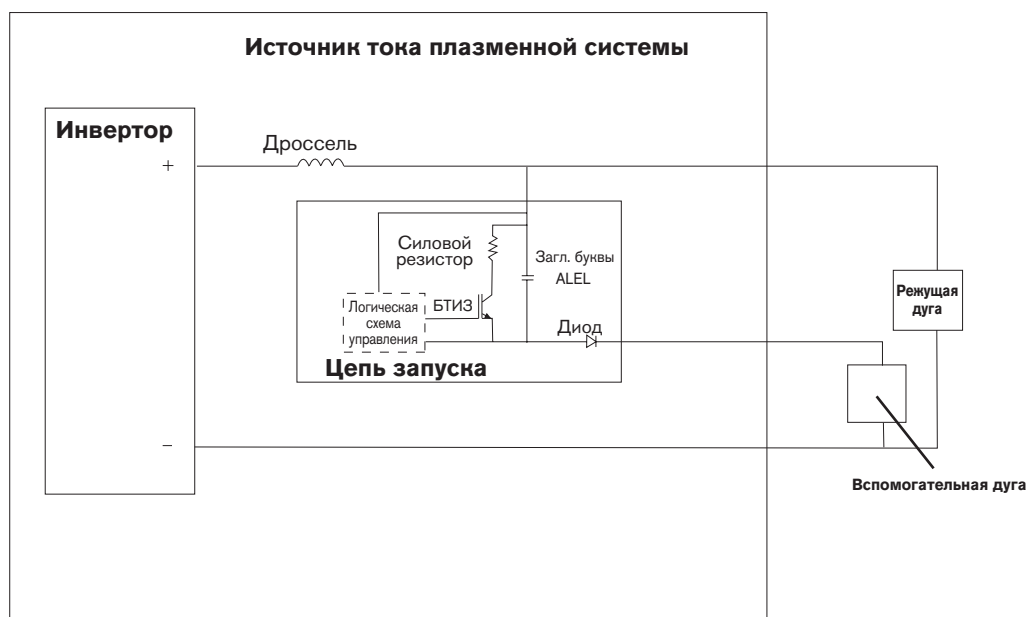 Источник тока плазменной системы
Инвертор
+
Дроссель
Силовой
резистор
Загл. буквы
ALEL
Режущая
дуга
Логическая
схема
управления
БТИЗ
Диод
Цепь запуска
–
Вспомогательная дуга